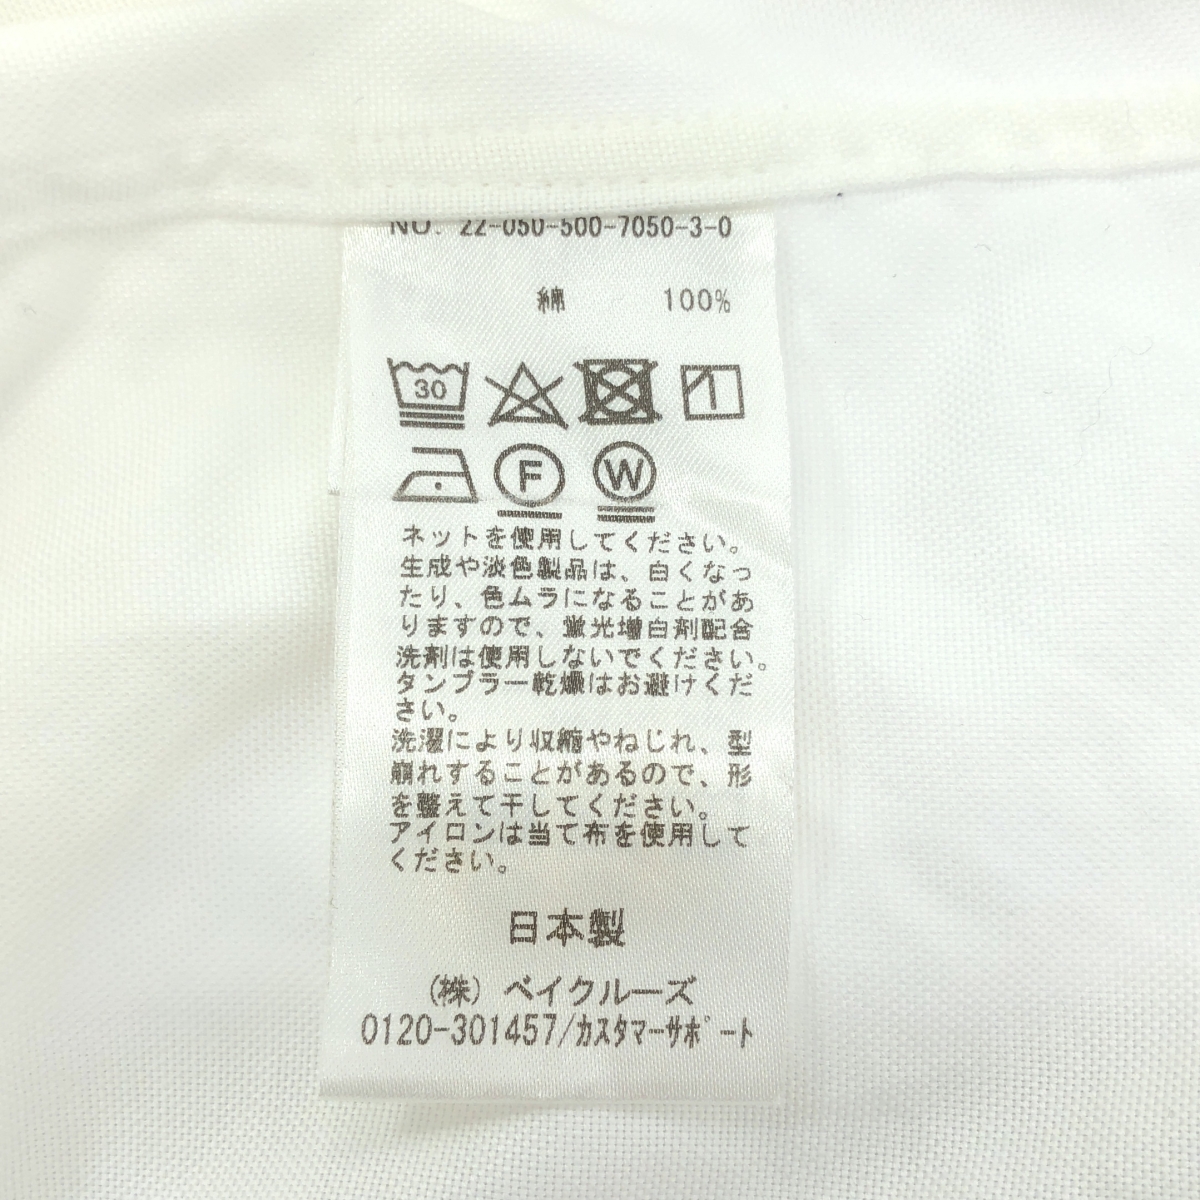 NO. 22-050-500-7050-3-0
綿 100%
30
F W
ネットを使用してください。
生成や淡色製品は、白くなっ
たり、色ムラになることがあ
りますので、蛍光増白剤配合
洗剤は使用しないでください。
タンブラー乾燥はお避けくだ
さい。
洗濯により収縮やねじれ、型
崩れすることがあるので、形
を整えて干してください。
アイロンは当て布を使用して
ください。
日本製
(株) ベイクルーズ
0120-301457/カスタマーサポート